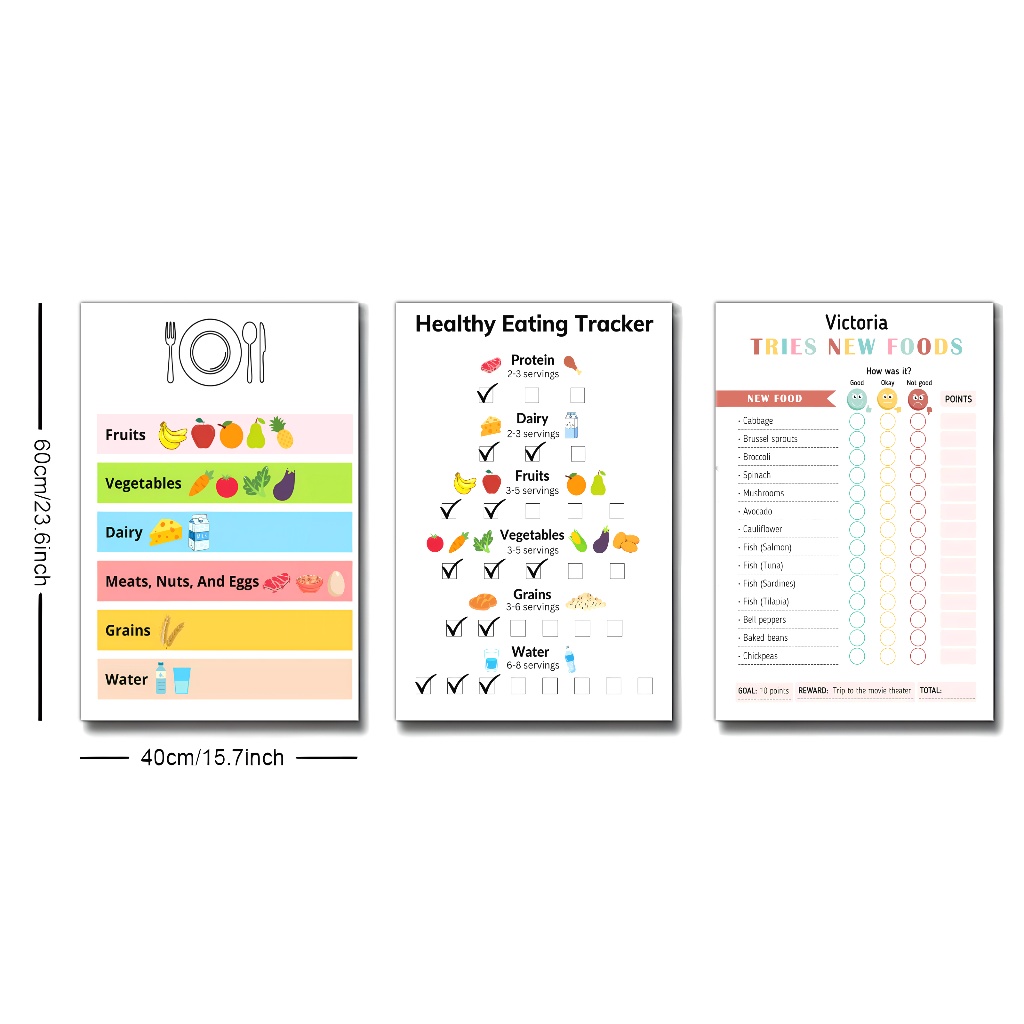 60cm/23.6inch
40cm/15.7inch
Fruits
Vegetables
Dairy
Meats, Nuts, And Eggs
Grains
Water
Healthy Eating Tracker
Protein
2-3 servings
Dairy
2-3 servings
Fruits
3-5 servings
Vegetables
3-5 servings
Grains
3-6 servings
Water
6-8 servings
Victoria
TRIES NEW FOODS
How was it?
Good Okay Not good
NEW FOOD POINTS
· Cabbage
· Brussel sprouts
· Broccoli
· Spinach
· Mushrooms
· Avocado
· Cauliflower
· Fish (Salmon)
· Fish (Tuna)
· Fish (Sardines)
· Fish (Tilapia)
· Bell peppers
· Baked beans
· Chickpeas
GOAL: 10 points REWARD: Trip to the movie theater TOTAL: